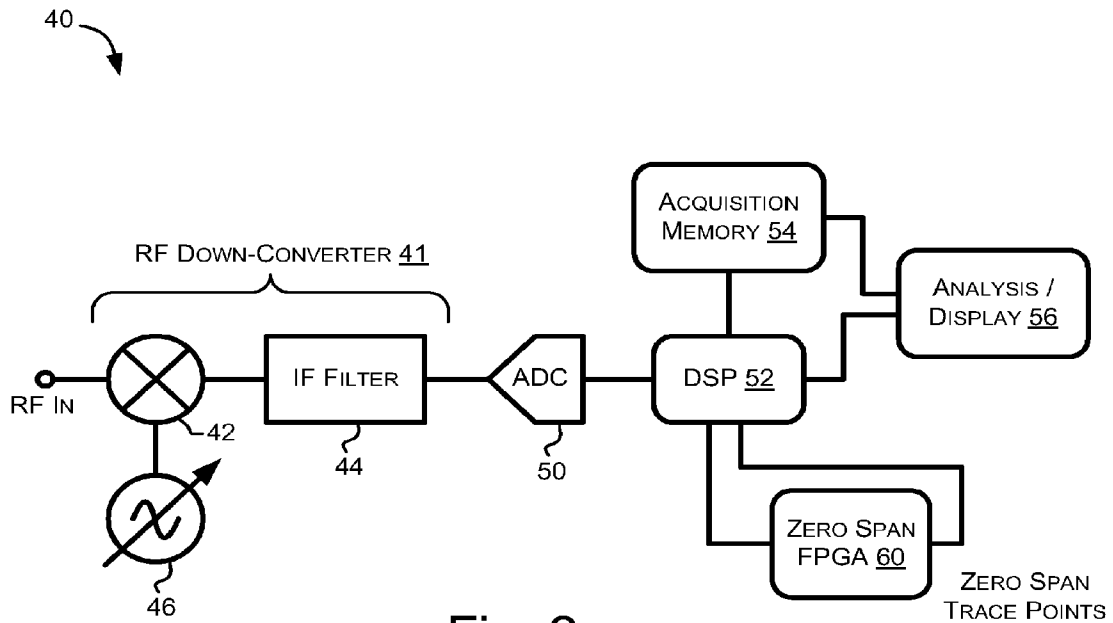 40
ACQUISITION
MEMORY 54
RF DOWN-CONVERTER 41
ANALYSIS /
DISPLAY 56
RF IN
42
IF FILTER
44
ADC
50
DSP 52
46
ZERO SPAN
FPGA 60
ZERO SPAN
TRACE POINTS